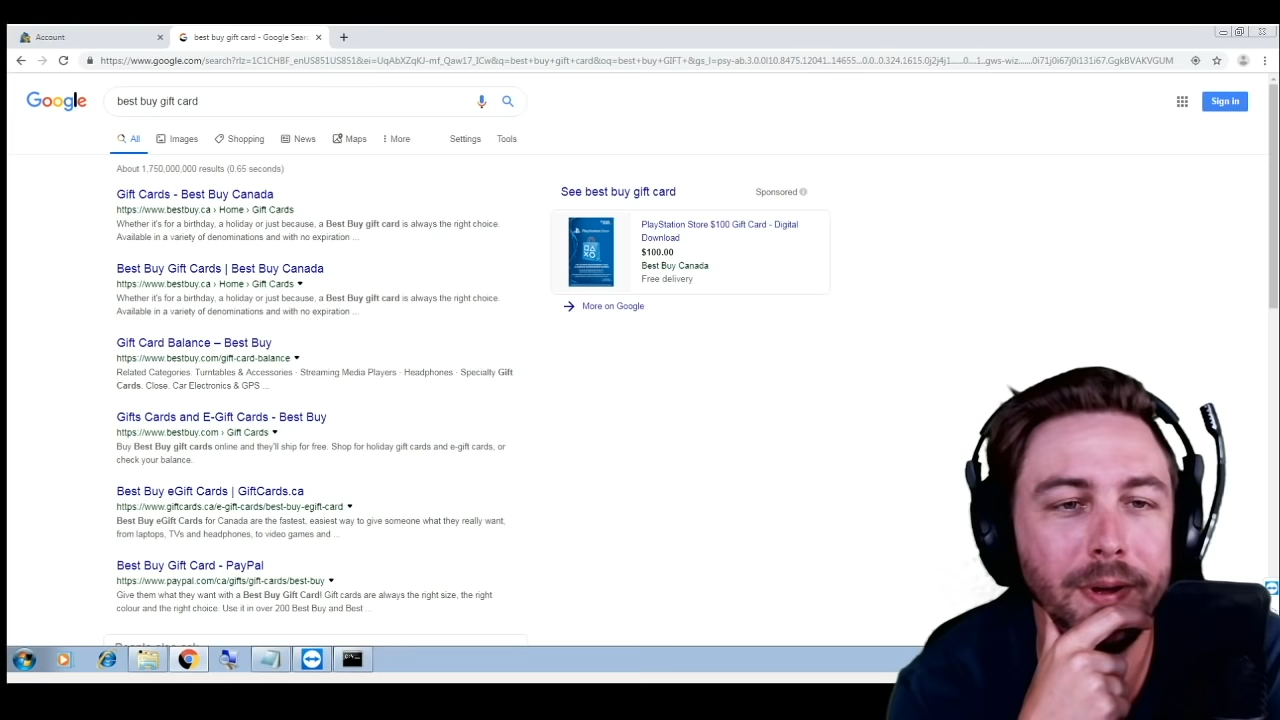 Account
best buy gift card - Google Sear
https://www.google.com/search?rlz=1C1CHBF_enUS851US851&ei=UqAbXZqKJ-mf_Qaw17_ICw&q=best+buy+gift+card&oq=best+buy+GIFT+&gs_l=psy-ab.3.0.0l10.8475.12041..14655...0.0..0.324.1615.0j2j4j1......0....1..gws-wiz.......0i71j0i67j0i131i67.GgkBVAKVGUM
Google
best buy gift card
Sign in
All
Images
Shopping
News
Maps
More
Settings
Tools
About 1,750,000,000 results (0.65 seconds)
Gift Cards - Best Buy Canada
https://www.bestbuy.ca › Home › Gift Cards
Whether it's for a birthday, a holiday or just because, a Best Buy gift card is always the right choice.
Available in a variety of denominations and with no expiration ...
Best Buy Gift Cards | Best Buy Canada
https://www.bestbuy.ca › Home › Gift Cards
Whether it's for a birthday, a holiday or just because, a Best Buy gift card is always the right choice.
Available in a variety of denominations and with no expiration ...
Gift Card Balance – Best Buy
https://www.bestbuy.com/gift-card-balance
Related Categories. Turntables & Accessories · Streaming Media Players · Headphones · Specialty Gift
Cards. Close. Car Electronics & GPS ...
Gifts Cards and E-Gift Cards - Best Buy
https://www.bestbuy.com › Gift Cards
Buy Best Buy gift cards online and they'll ship for free. Shop for holiday gift cards and e-gift cards, or
check your balance.
Best Buy eGift Cards | GiftCards.ca
https://www.giftcards.ca/e-gift-cards/best-buy-egift-card
Best Buy eGift Cards for Canada are the fastest, easiest way to give someone what they really want,
from laptops, TVs and headphones, to video games and ...
Best Buy Gift Card - PayPal
https://www.paypal.com/ca/gifts/gift-cards/best-buy
Give them what they want with a Best Buy Gift Card! Gift cards are always the right size, the right
colour and the right choice. Use it in over 200 Best Buy and Best ...
See best buy gift card
Sponsored
PlayStation Store $100 Gift Card - Digital
Download
$100.00
Best Buy Canada
Free delivery
More on Google